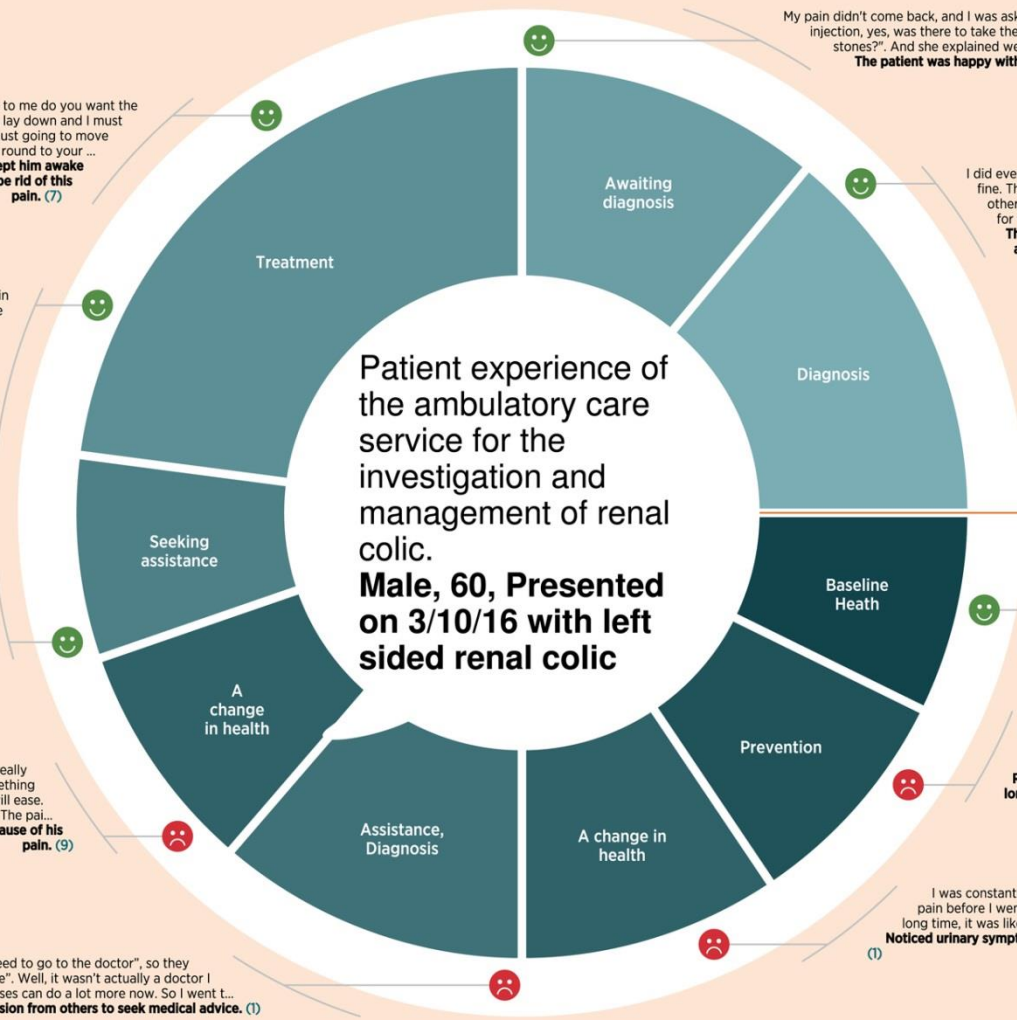 My pain didn't come back, and I was ask
injection, yes, was there to take the
stones?". And she explained we
The patient was happy with
to me do you want the
lay down and I must
ust going to move
round to your ...
ept him awake
be rid of this
pain. (7)
I did eve
fine. Th
other
for
Th
a
in
e
Awaiting
diagnosis
Diagnosis
Treatment
Seeking
assistance
A
change
in health
Assistance,
Diagnosis
A change in
health
Prevention
Baseline
Heath
Patient experience of
the ambulatory care
service for the
investigation and
management of renal
colic.
Male, 60, Presented
on 3/10/16 with left
sided renal colic
eally
ething
ill ease.
The pai...
ause of his
pain. (9)
P
lor
I was constant
pain before I wer
long time, it was lik
Noticed urinary sympt
(1)
eed to go to the doctor", so they
e". Well, it wasn't actually a doctor I
ses can do a lot more now. So I went t...
sion from others to seek medical advice. (1)